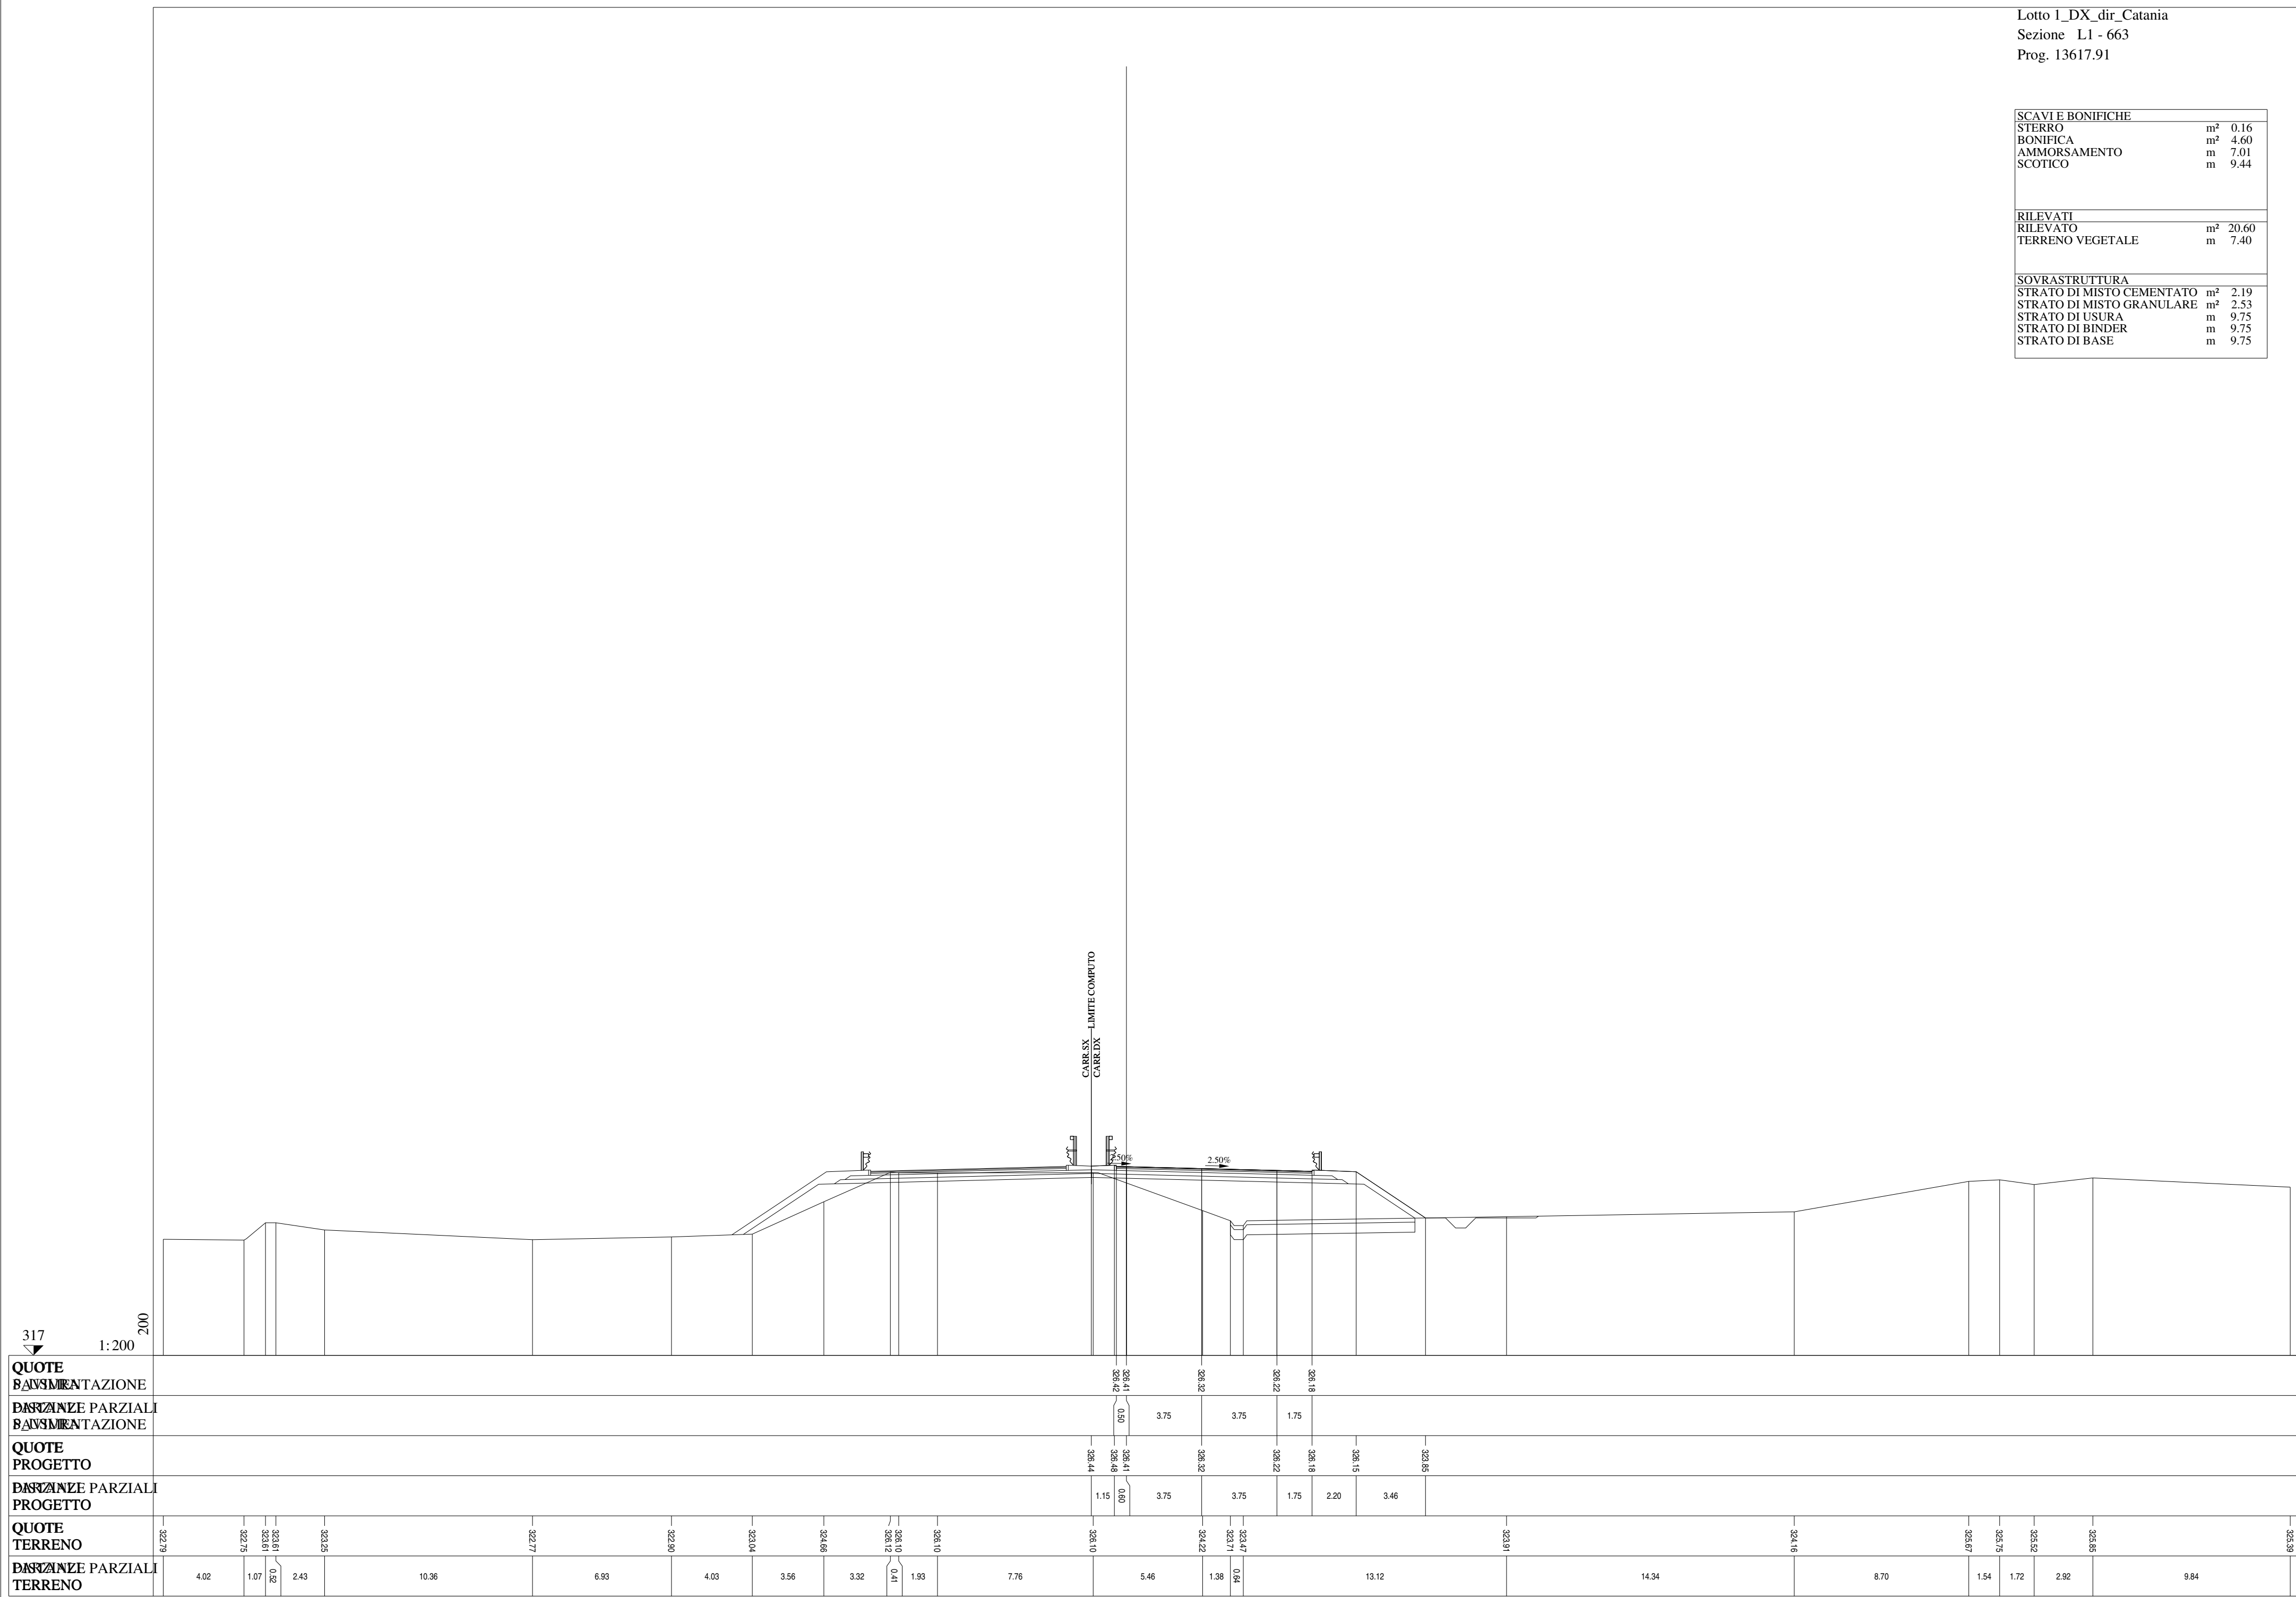 Lotto 1_DX_dir_Catania
Sezione L1 - 663
Prog. 13617.91
SCAVI E BONIFICHE
STERRO m² 0.16
BONIFICA m² 4.60
AMMORSAMENTO m 7.01
SCOTICO m 9.44
RILEVATI
RILEVATO m² 20.60
TERRENO VEGETALE m 7.40
SOVRASTRUTTURA
STRATO DI MISTO CEMENTATO m² 2.19
STRATO DI MISTO GRANULARE m² 2.53
STRATO DI USURA m 9.75
STRATO DI BINDER m 9.75
STRATO DI BASE m 9.75
LIMITE COMPUTO
CARR.SX
CARR.DX
2.50% 2.50%
317
1:200
200
QUOTE
PAVIMENTAZIONE
326.42 326.41 326.32 326.22 326.18
PARZIALI
PAVIMENTAZIONE
0.50 3.75 3.75 1.75
QUOTE
PROGETTO
326.44 326.48 326.41 326.32 326.22 326.18 326.15 323.85
PARZIALI
PROGETTO
1.15 0.60 3.75 3.75 1.75 2.20 3.46
QUOTE
TERRENO
322.79 322.75 323.61 323.61 323.25 322.77 322.90 323.04 324.66 326.12 326.10 326.10 326.10 324.22 323.71 323.47 323.91 324.16 325.67 325.75 325.52 325.85 325.39
PARZIALI
TERRENO
4.02 1.07 0.52 2.43 10.36 6.93 4.03 3.56 3.32 0.41 1.93 7.76 5.46 1.38 0.64 13.12 14.34 8.70 1.54 1.72 2.92 9.84